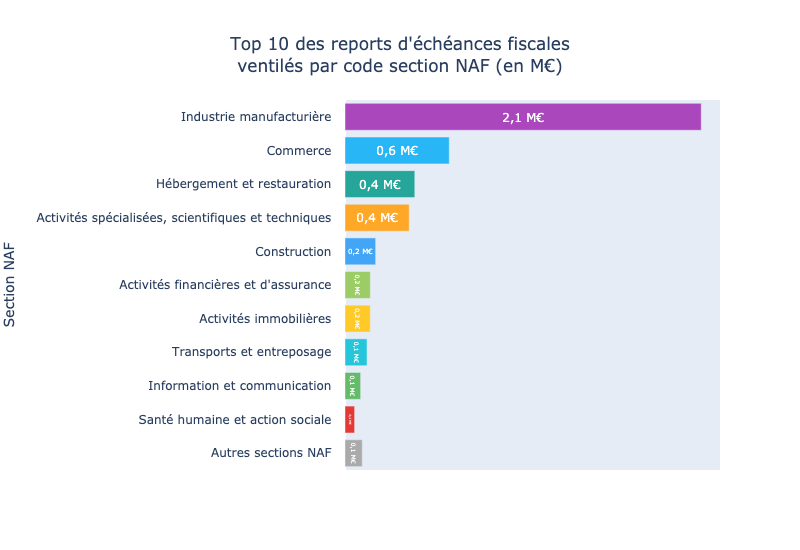 Top 10 des reports d'échéances fiscales
ventilés par code section NAF (en M€)
Section NAF
Industrie manufacturière 2,1 M€
Commerce 0,6 M€
Hébergement et restauration 0,4 M€
Activités spécialisées, scientifiques et techniques 0,4 M€
Construction 0,2 M€
Activités financières et d'assurance 0,2 M€
Activités immobilières 0,2 M€
Transports et entreposage 0,1 M€
Information et communication 0,1 M€
Santé humaine et action sociale
Autres sections NAF 0,1 M€